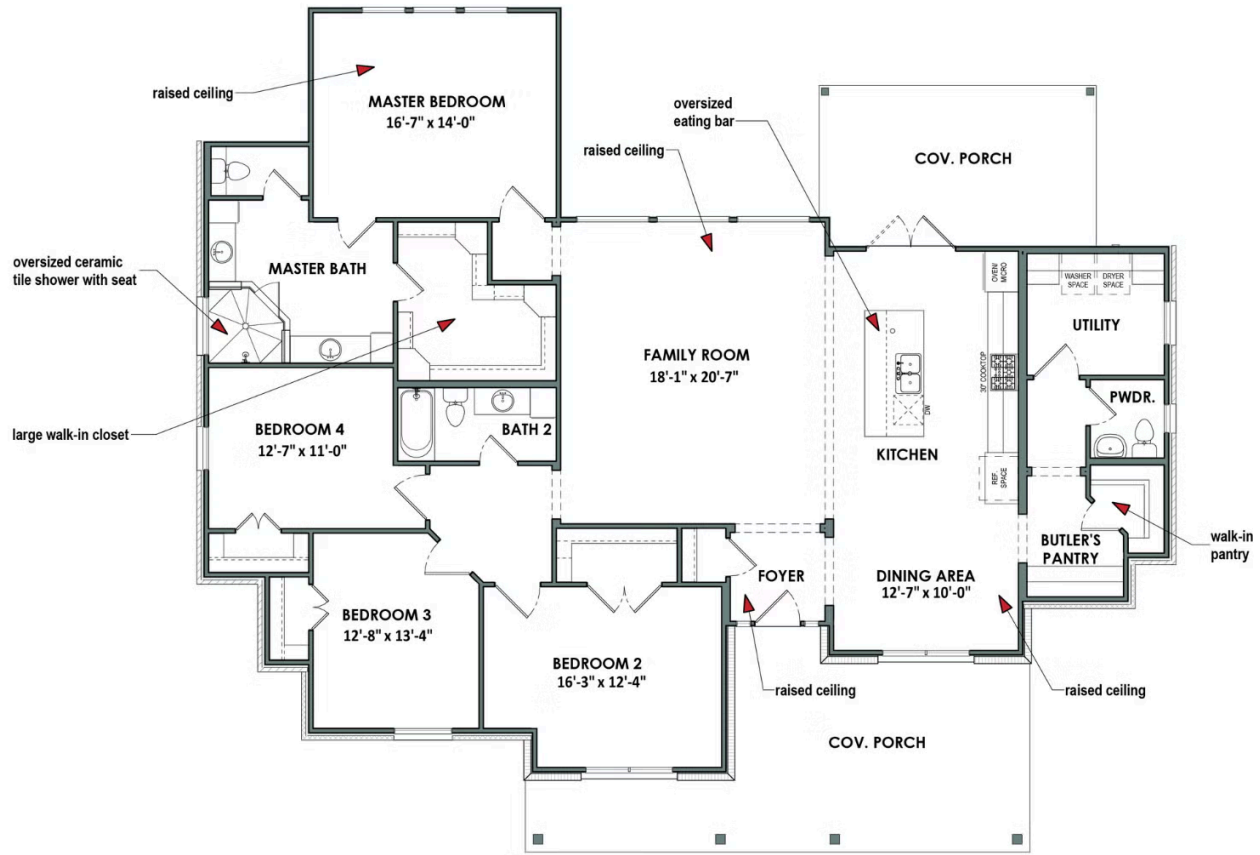 raised ceiling
MASTER BEDROOM
16'-7" x 14'-0"
oversized
eating bar
raised ceiling
COV. PORCH
oversized ceramic
tile shower with seat
MASTER BATH
OVEN/
MICRO
WASHER
SPACE
DRYER
SPACE
UTILITY
FAMILY ROOM
18'-1" x 20'-7"
30" COOKTOP
DW
PWDR.
large walk-in closet
BEDROOM 4
12'-7" x 11'-0"
BATH 2
KITCHEN
REF.
SPACE
walk-in
pantry
BUTLER'S
PANTRY
FOYER
DINING AREA
12'-7" x 10'-0"
BEDROOM 3
12'-8" x 13'-4"
BEDROOM 2
16'-3" x 12'-4"
raised ceiling
raised ceiling
COV. PORCH